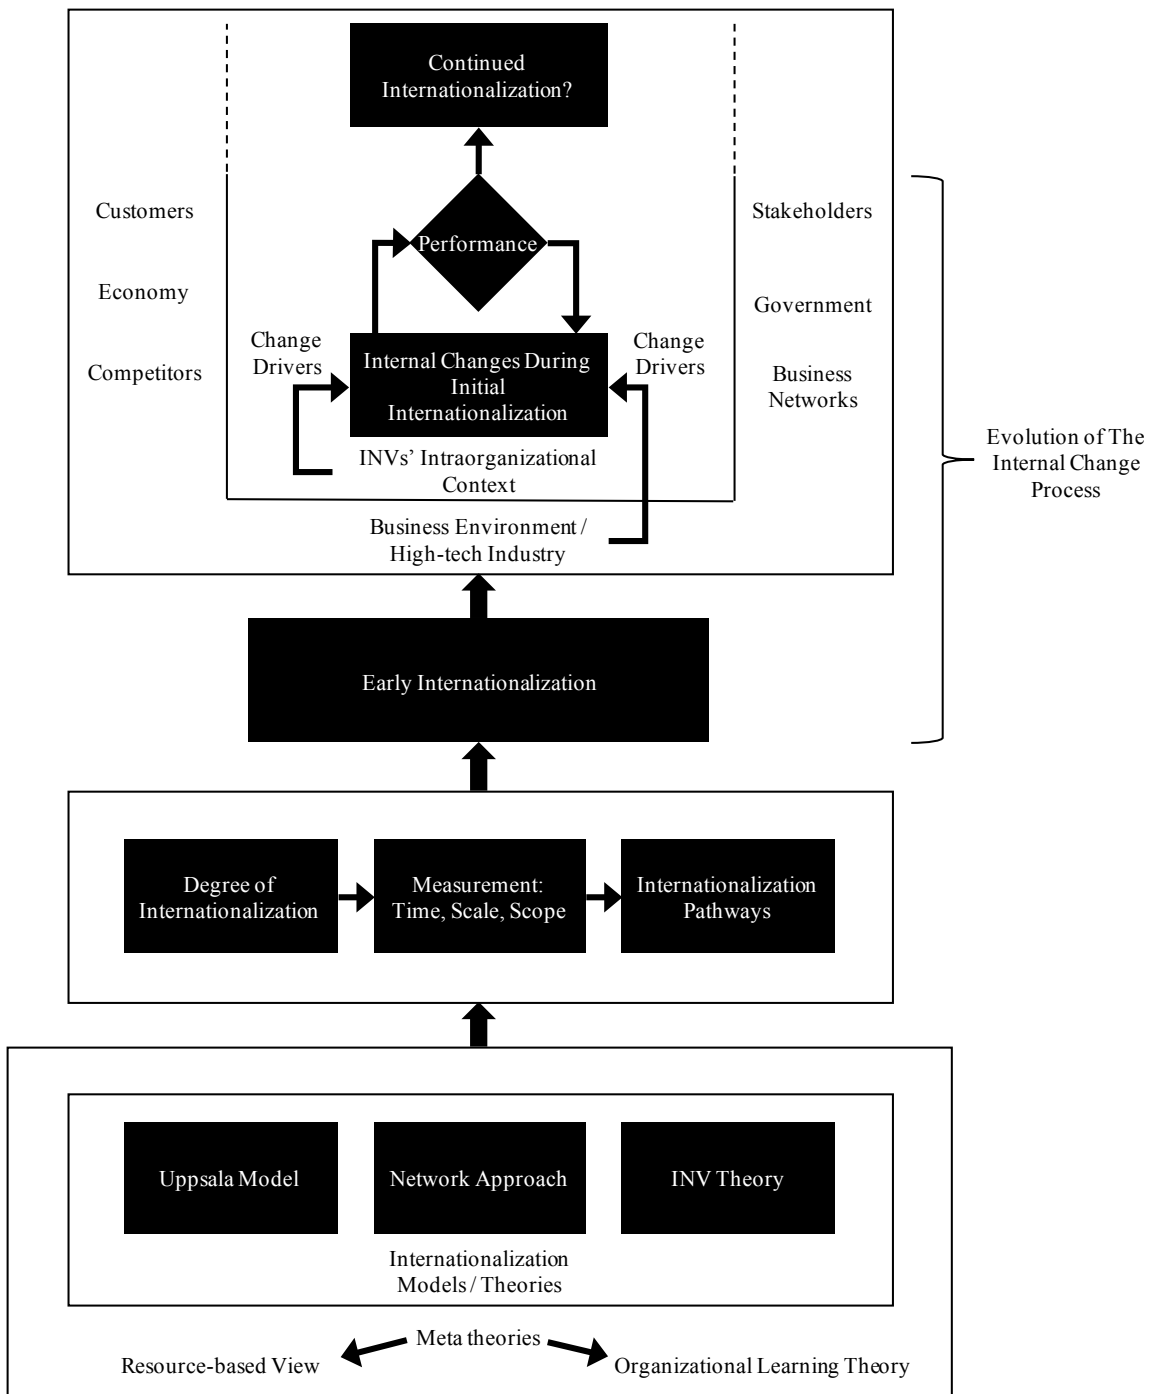 Continued
Internationalization?
Customers
Stakeholders
Performance
Economy
Government
Change
Drivers
Change
Drivers
Internal Changes During
Initial
Internationalization
Competitors
Business
Networks
Evolution of The
Internal Change
Process
INVs' Intraorganizational
Context
Business Environment /
High-tech Industry
Early Internationalization
Degree of
Internationalization
Measurement:
Time, Scale, Scope
Internationalization
Pathways
Uppsala Model
Network Approach
INV Theory
Internationalization
Models / Theories
Meta theories
Resource-based View
Organizational Learning Theory